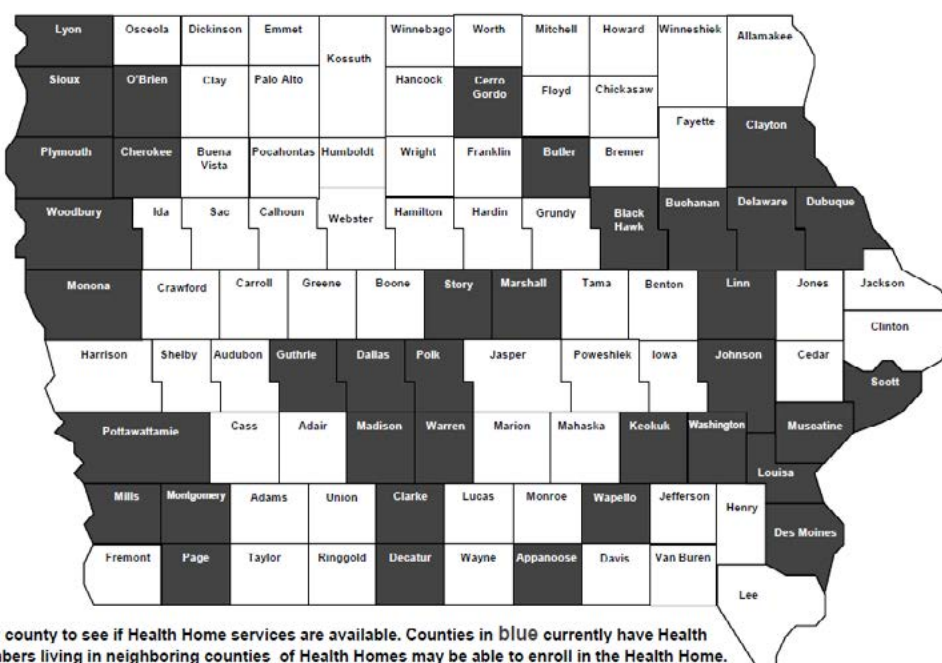 Lyon Osceola Dickinson Emmet Kossuth Winnebago Worth Mitchell Howard Winneshiek Allamakee
Sioux O'Brien Clay Palo Alto Hancock Cerro Gordo Floyd Chickasaw Fayette Clayton
Plymouth Cherokee Buena Vista Pocahontas Humboldt Wright Franklin Butler Bremer
Woodbury Ida Sac Calhoun Webster Hamilton Hardin Grundy Black Hawk Buchanan Delaware Dubuque
Monona Crawford Carroll Greene Boone Story Marshall Tama Benton Linn Jones Jackson
Clinton
Harrison Shelby Audubon Guthrie Dallas Polk Jasper Poweshiek Iowa Johnson Cedar
Scott
Pottawattamie Cass Adair Madison Warren Marion Mahaska Keokuk Washington Muscatine
Louisa
Mills Montgomery Adams Union Clarke Lucas Monroe Wapello Jefferson Henry
Des Moines
Fremont Page Taylor Ringgold Decatur Wayne Appanoose Davis Van Buren
Lee
county to see if Health Home services are available. Counties in blue currently have Health
living in neighboring counties of Health Homes may be able to enroll in the Health Home.